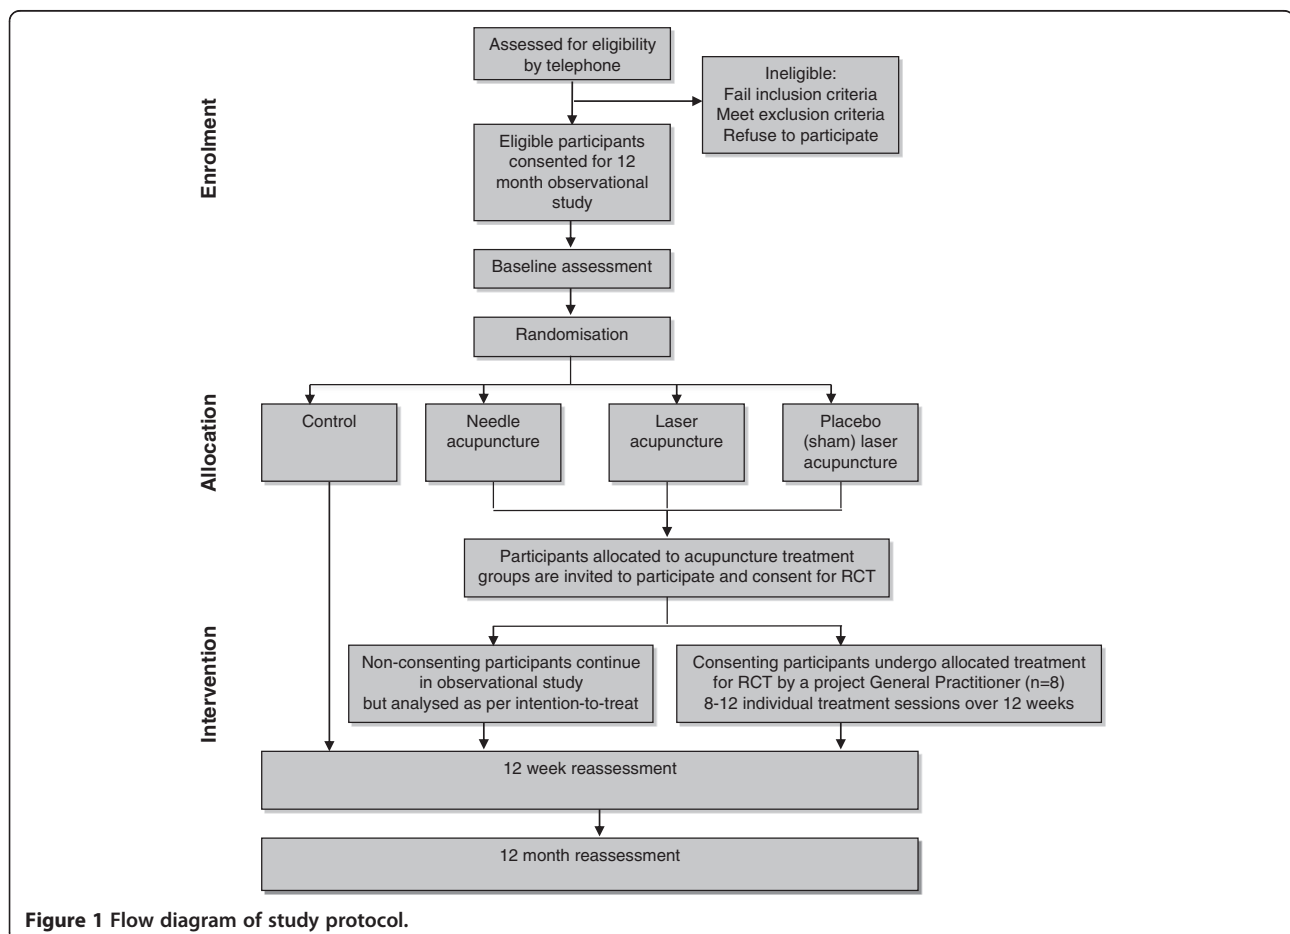 Assessed for eligibility
by telephone
Ineligible:
Fail inclusion criteria
Meet exclusion criteria
Refuse to participate
Enrolment
Eligible participants
consented for 12
month observational
study
Baseline assessment
Randomisation
Allocation
Control
Needle
acupuncture
Laser
acupuncture
Placebo
(sham) laser
acupuncture
Participants allocated to acupuncture treatment
groups are invited to participate and consent for RCT
Intervention
Non-consenting participants continue
in observational study
but analysed as per intention-to-treat
Consenting participants undergo allocated treatment
for RCT by a project General Practitioner (n=8)
8-12 individual treatment sessions over 12 weeks
12 week reassessment
12 month reassessment
Figure 1 Flow diagram of study protocol.